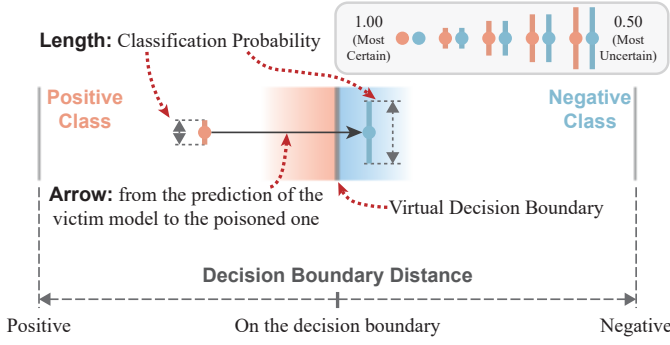 1.00
(Most
Certain)
0.50
(Most
Uncertain)
Length: Classification Probability
Positive
Class
Negative
Class
Arrow: from the prediction of the
victim model to the poisoned one
Virtual Decision Boundary
Decision Boundary Distance
Positive
On the decision boundary
Negative